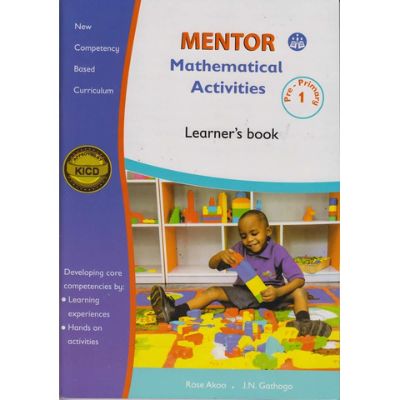 New
Competency
Based
Curriculum
MENTOR
Mathematical
Activities
Pre - Primary
1
Learner's book
APPROVED
KICD
Developing core
competencies by:
• Learning
experiences
• Hands on
activities
Rose Akoo . J.N. Gathogo